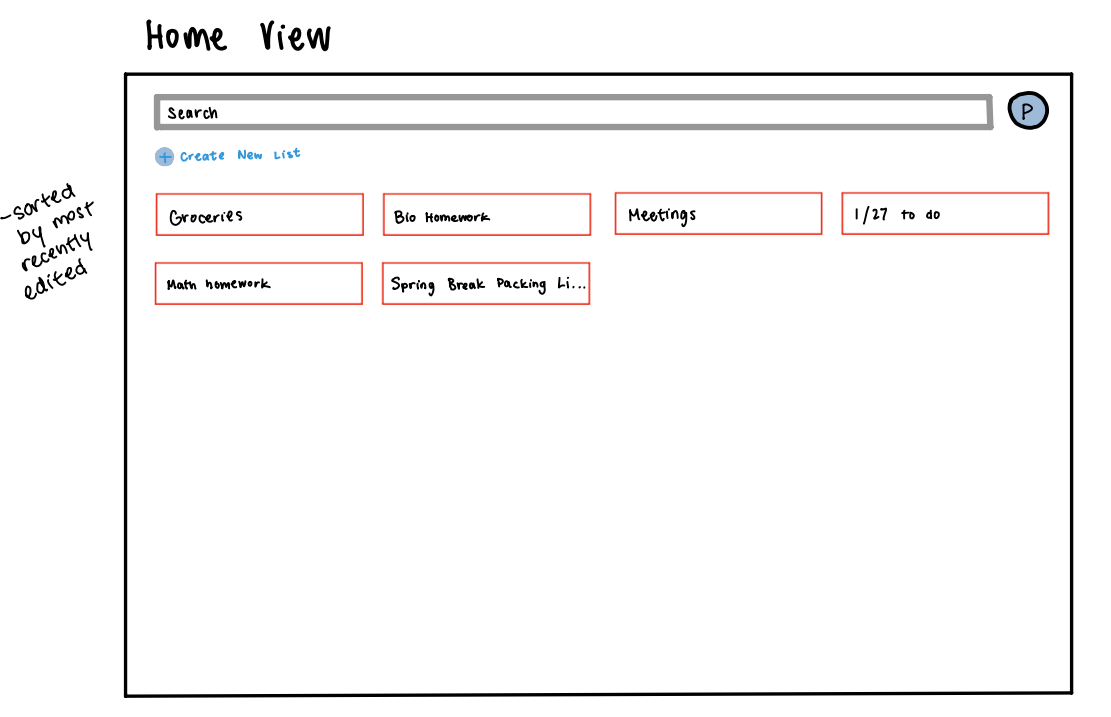 Home View
Search
P
+ Create New List
-sorted
by most
recently
edited
Groceries
Bio Homework
Meetings
1/27 to do
Math homework
Spring Break Packing Li...